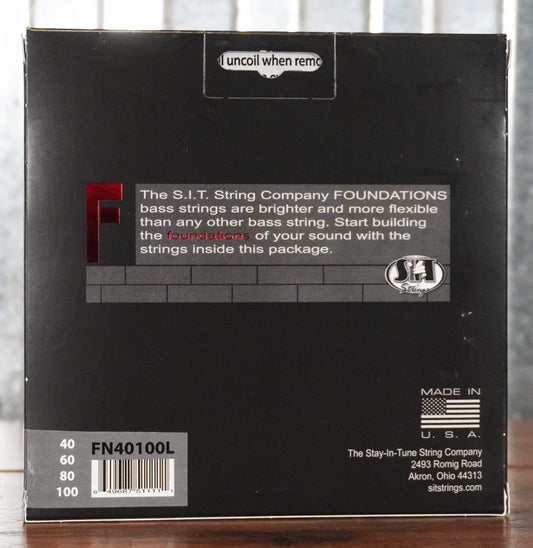 l uncoil when remo
F
The S.I.T. String Company FOUNDATIONS
bass strings are brighter and more flexible
than any other bass string. Start building
the foundations of your sound with the
strings inside this package.
SIT
Strings
MADE IN
U. S. A.
40
60
80
100
FN40100L
The Stay-In-Tune String Company
2493 Romig Road
Akron, Ohio 44313
sitstrings.com